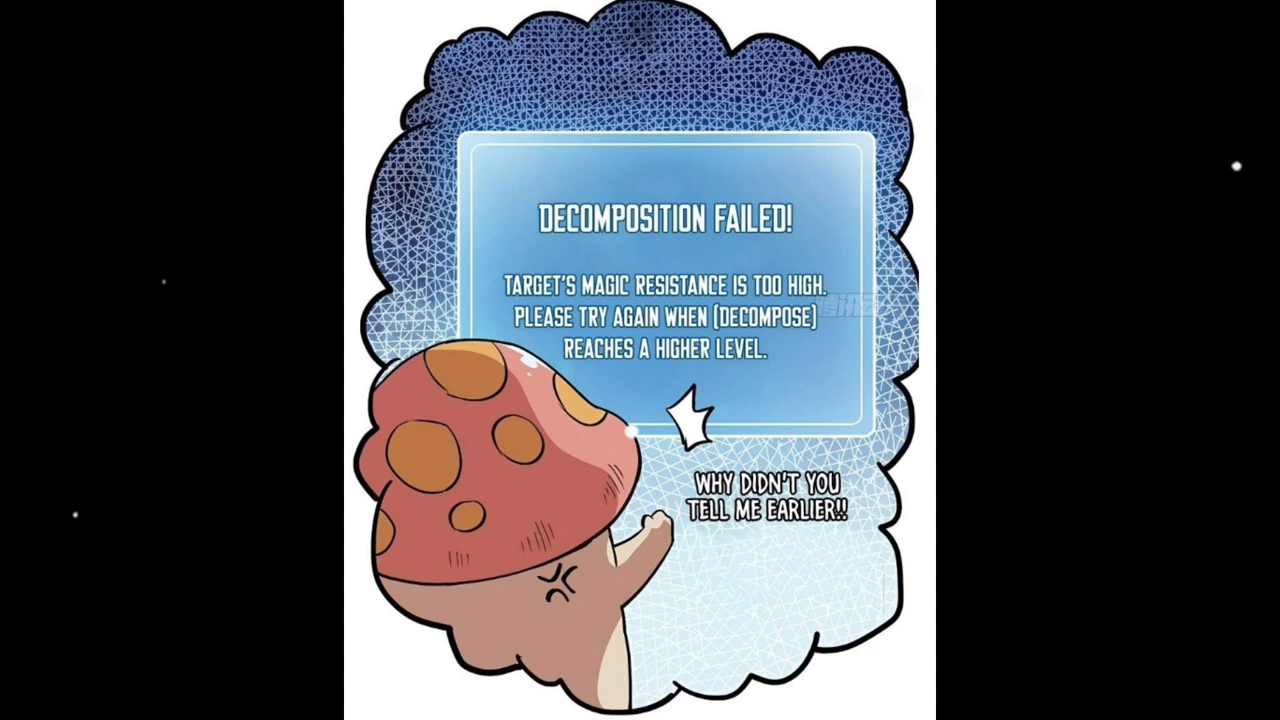 DECOMPOSITION FAILED!
TARGET'S MAGIC RESISTANCE IS TOO HIGH.
PLEASE TRY AGAIN WHEN [DECOMPOSE]
REACHES A HIGHER LEVEL.
WHY DIDN'T YOU
TELL ME EARLIER!!